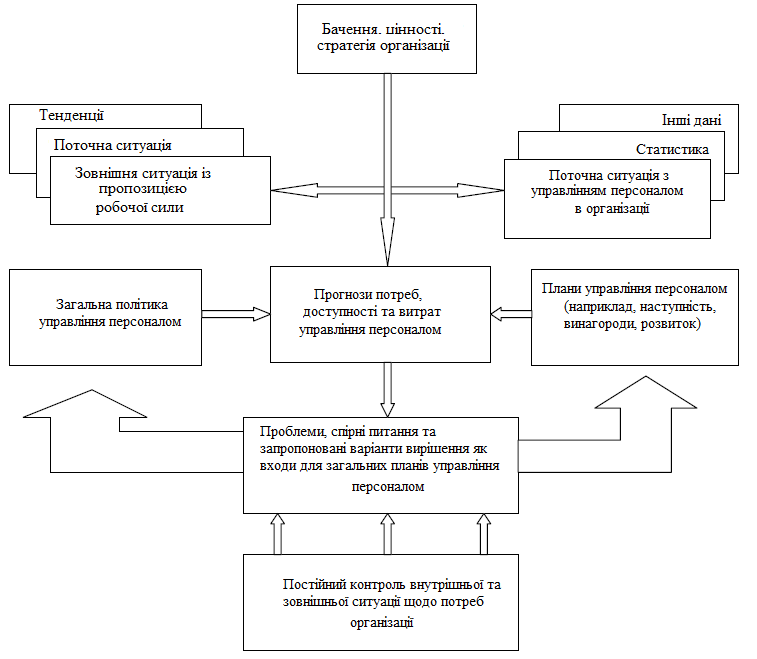 Бачення. цінності.
стратегія організації
Тенденції
Поточна ситуація
Зовнішня ситуація із
пропозицією
робочої сили
Інші дані
Статистика
Поточна ситуація з
управлінням персоналом
в організації
Загальна політика
управління персоналом
Прогнози потреб,
доступності та витрат
управління персоналом
Плани управління персоналом
(наприклад, наступність,
винагороди, розвиток)
Проблеми, спірні питання та
запропоновані варіанти вирішення як
входи для загальних планів управління
персоналом
Постійний контроль внутрішньої та
зовнішньої ситуації щодо потреб
організації